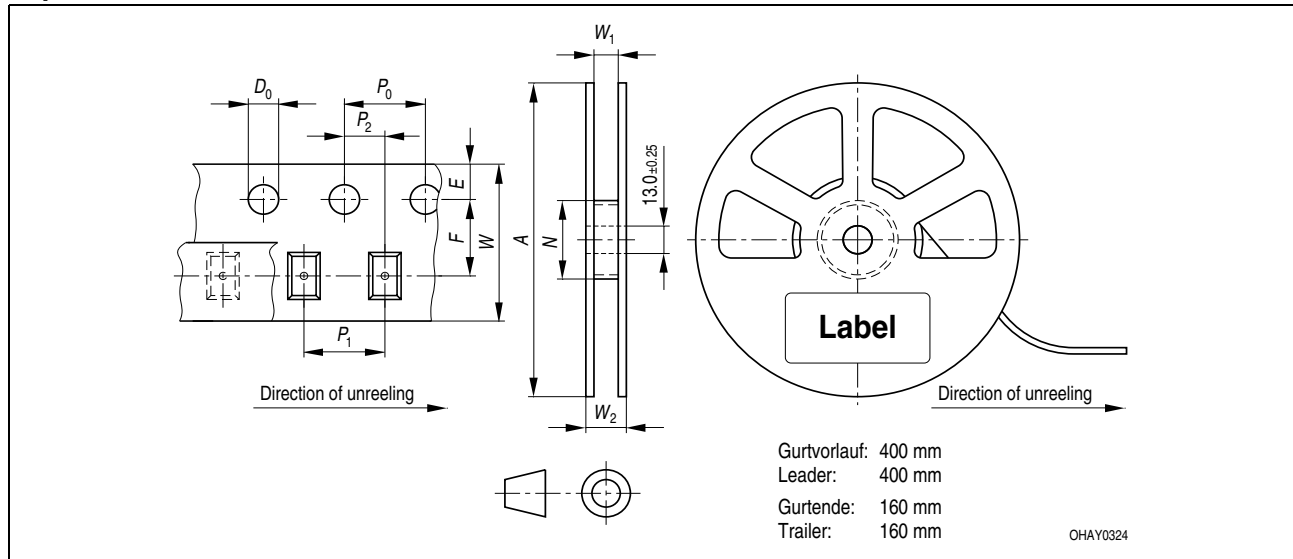 W₁
D₀
P₀
P₂
E
F
W
A
N
13.0±0.25
P₁
Label
Direction of unreeling
W₂
Direction of unreeling
Gurtvorlauf: 400 mm
Leader: 400 mm
Gurtende: 160 mm
Trailer: 160 mm
OHAY0324